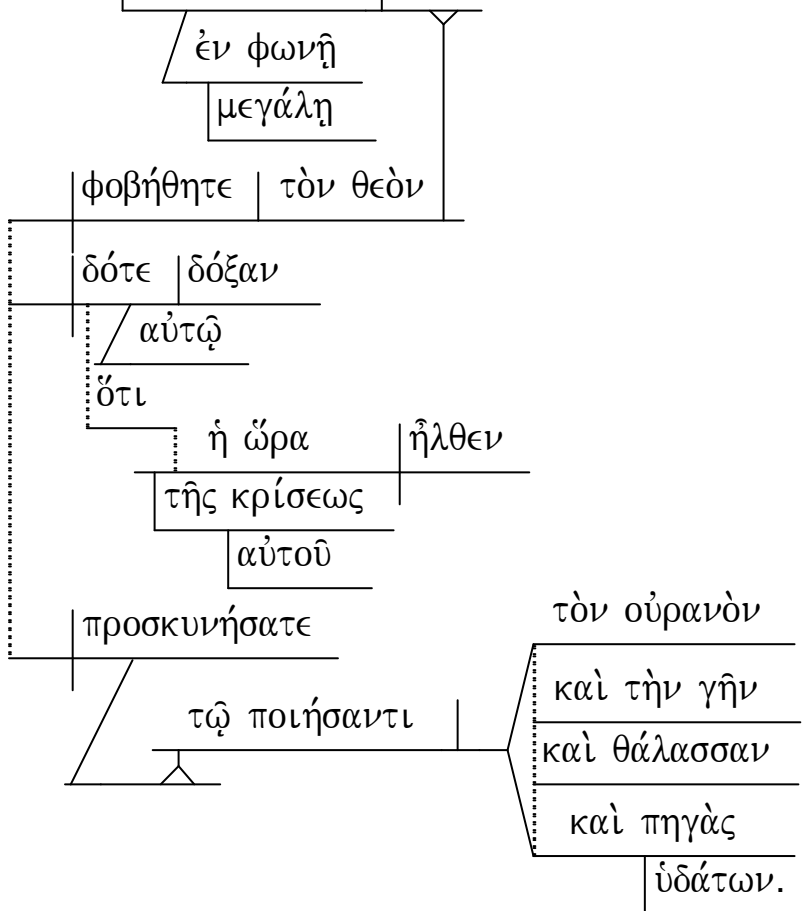 ἐν φωνῇ
μεγάλῃ
φοβήθητε τὸν θεὸν
δότε δόξαν
αὐτῷ
ὅτι
ἡ ὥρα ἦλθεν
τῆς κρίσεως
αὐτοῦ
προσκυνήσατε
τῷ ποιήσαντι
τὸν οὐρανὸν
καὶ τὴν γῆν
καὶ θάλασσαν
καὶ πηγὰς
ὑδάτων.